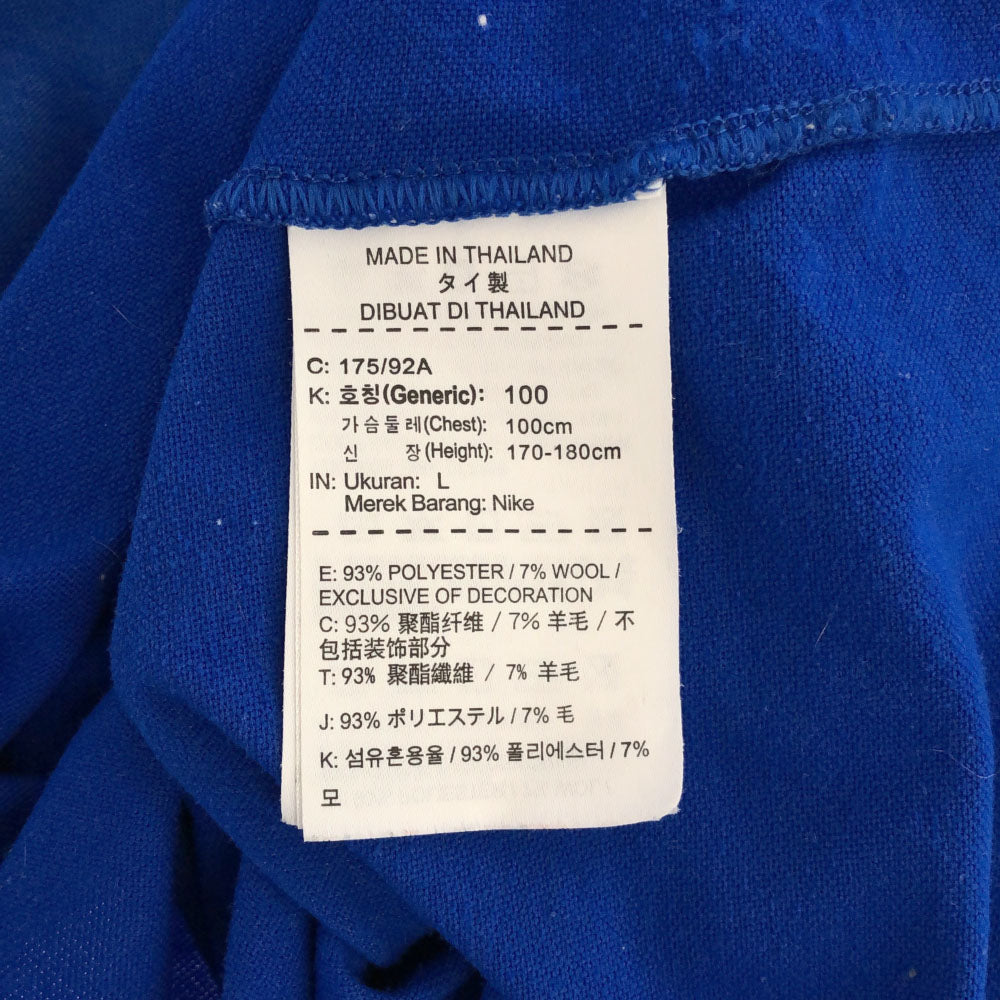 MADE IN THAILAND
タイ製
DIBUAT DI THAILAND
C: 175/92A
K: 호칭(Generic): 100
가슴둘레(Chest): 100cm
신 장(Height): 170-180cm
IN: Ukuran: L
Merek Barang: Nike
E: 93% POLYESTER / 7% WOOL /
EXCLUSIVE OF DECORATION
C: 93% 聚酯纤维 / 7% 羊毛 / 不
包括装饰部分
T: 93% 聚酯纖維 / 7% 羊毛
J: 93% ポリエステル / 7% 毛
K: 섬유혼용율 / 93% 폴리에스터 / 7%
모